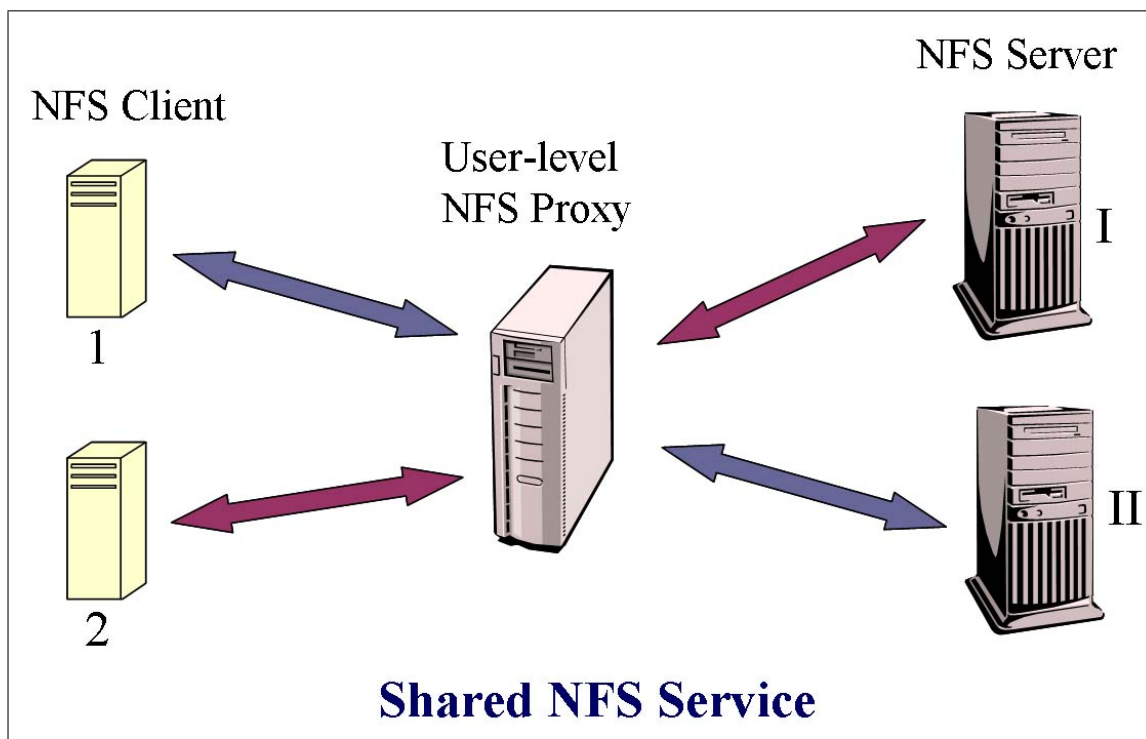 NFS Server
NFS Client
User-level
NFS Proxy
I
1
II
2
Shared NFS Service